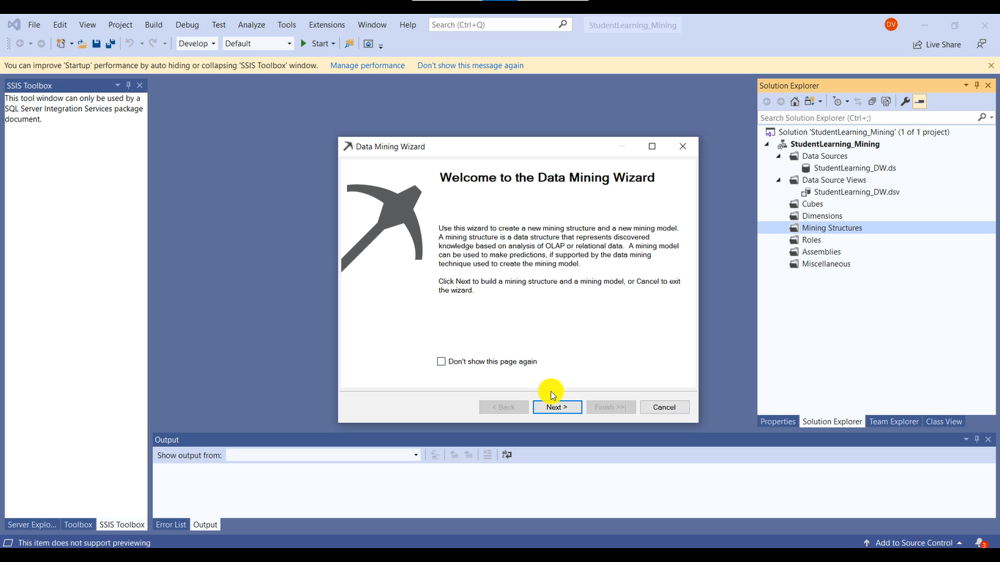 File Edit View Project Build Debug Test Analyze Tools Extensions Window Help Search (Ctrl+Q) StudentLearning_Mining DV
Develop Default Start Live Share
You can improve 'Startup' performance by auto hiding or collapsing 'SSIS Toolbox' window. Manage performance Don't show this message again
SSIS Toolbox
This tool window can only be used by a
SQL Server Integration Services package
document.
Data Mining Wizard
Welcome to the Data Mining Wizard
Use this wizard to create a new mining structure and a new mining model.
A mining structure is a data structure that represents discovered
knowledge based on analysis of OLAP or relational data. A mining model
can be used to make predictions, if supported by the data mining
technique used to create the mining model.
Click Next to build a mining structure and a mining model, or Cancel to exit
the wizard.
Don't show this page again
< Back Next > Finish >>| Cancel
Solution Explorer
Search Solution Explorer (Ctrl+;)
Solution 'StudentLearning_Mining' (1 of 1 project)
StudentLearning_Mining
Data Sources
StudentLearning_DW.ds
Data Source Views
StudentLearning_DW.dsv
Cubes
Dimensions
Mining Structures
Roles
Assemblies
Miscellaneous
Properties Solution Explorer Team Explorer Class View
Output
Show output from:
Server Explo... Toolbox SSIS Toolbox Error List Output
This item does not support previewing Add to Source Control 3